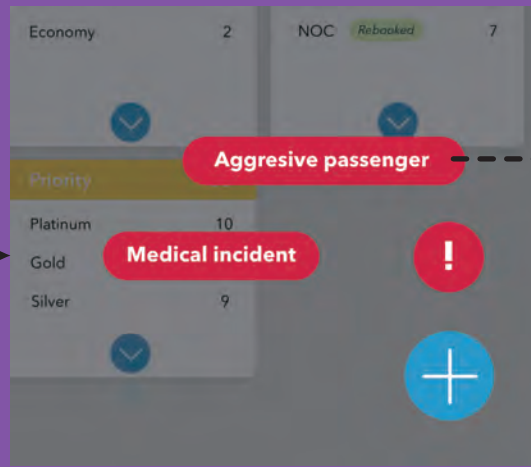 Economy 2
NOC Rebooked 7
Aggresive passenger
Priority
Platinum 10
Gold
Medical incident
Silver 9
!